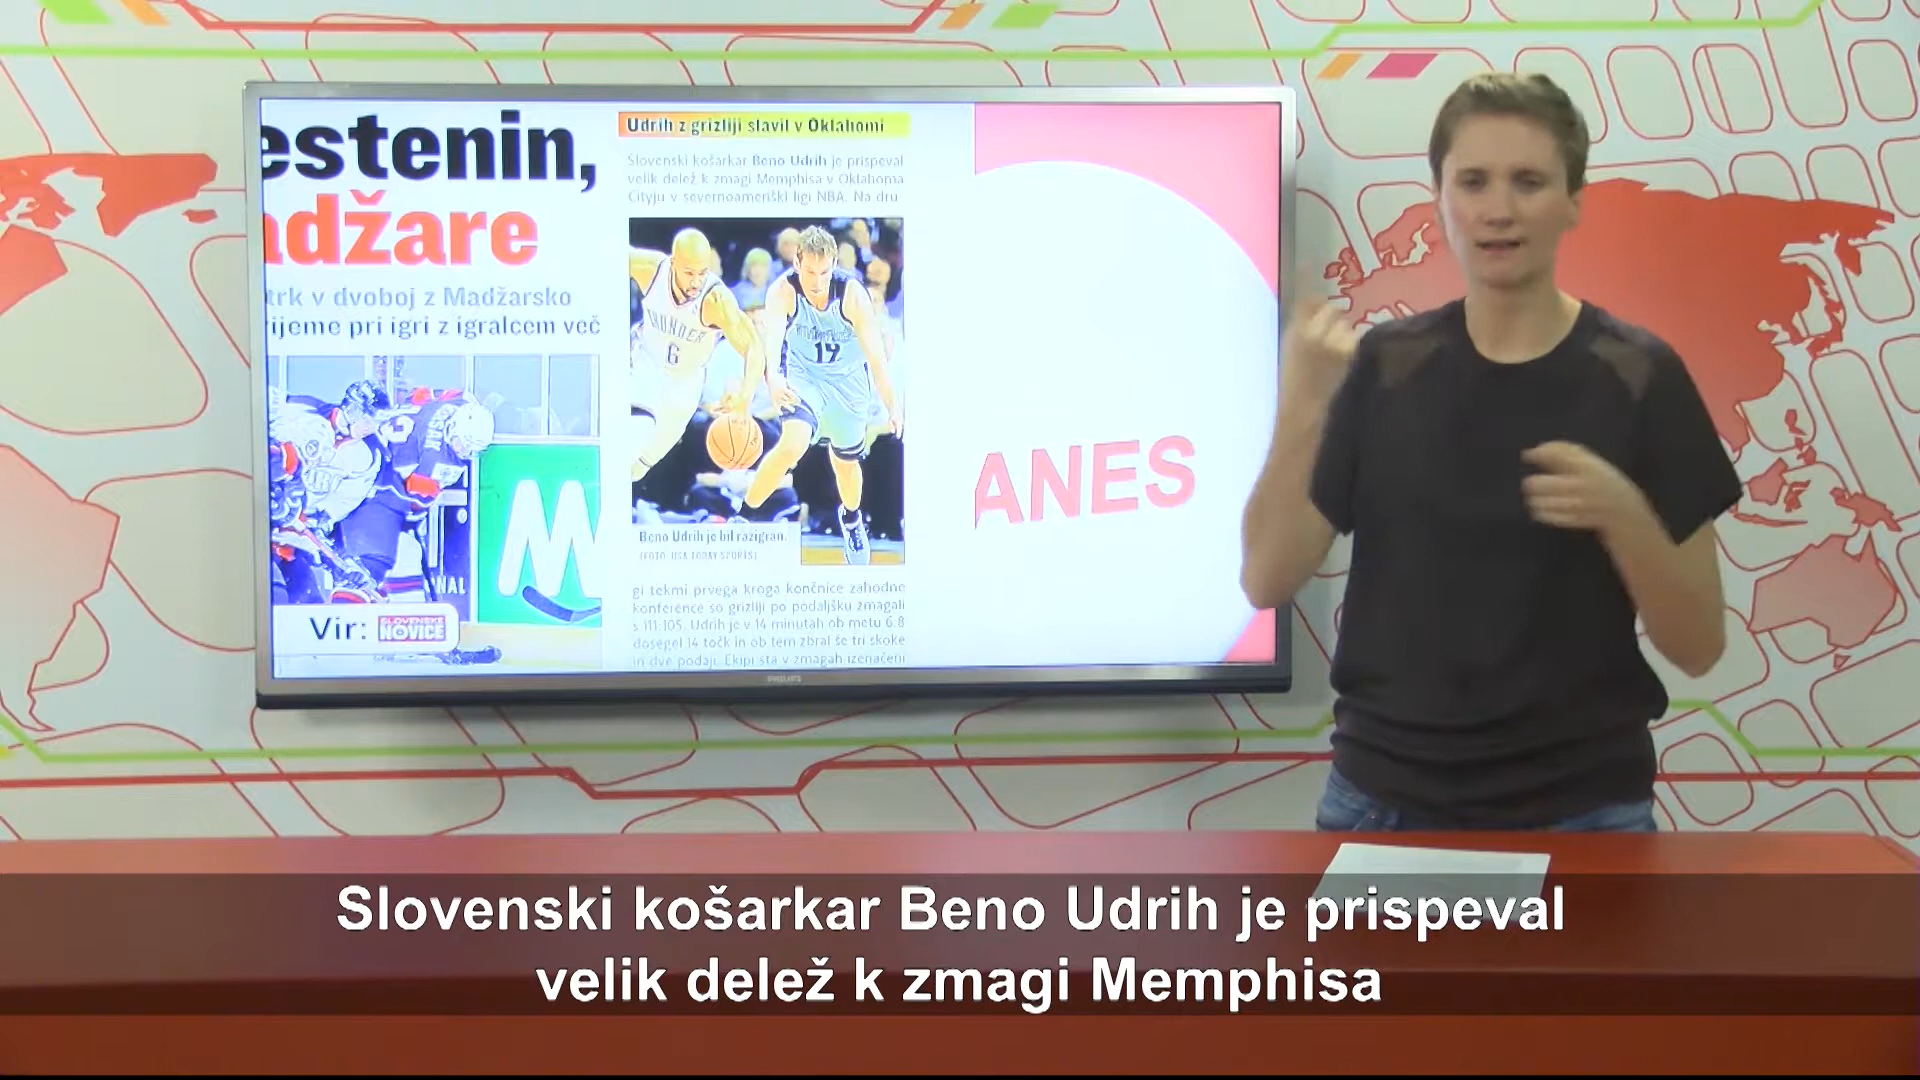 estenin,
adžare
trk v dvoboj z Madžarsko
ijeme pri igri z igralcem več
NAL
Vir: SLOVENSKE
NOVICE
Udrih z grizliji slavil v Oklahomi
Slovenski košarkar Beno Udrih je prispeval
velik delež k zmagi Memphisa v Oklahoma
Cityju v severnoameriški ligi NBA. Na dru-
THUNDER
6
19
Beno Udrih je bil razigran.
(FOTO: USA TODAY SPORTS)
gi tekmi prvega kroga končnice zahodne
konference so grizliji po podaljšku zmagali
s 111:105. Udrih je v 14 minutah ob metu 6:8
dosegel 14 točk in ob tem zbral še tri skoke
in dve podaji. Ekipi sta v zmagah izenačeni
ANES
PHILIPS
Slovenski košarkar Beno Udrih je prispeval
velik delež k zmagi Memphisa